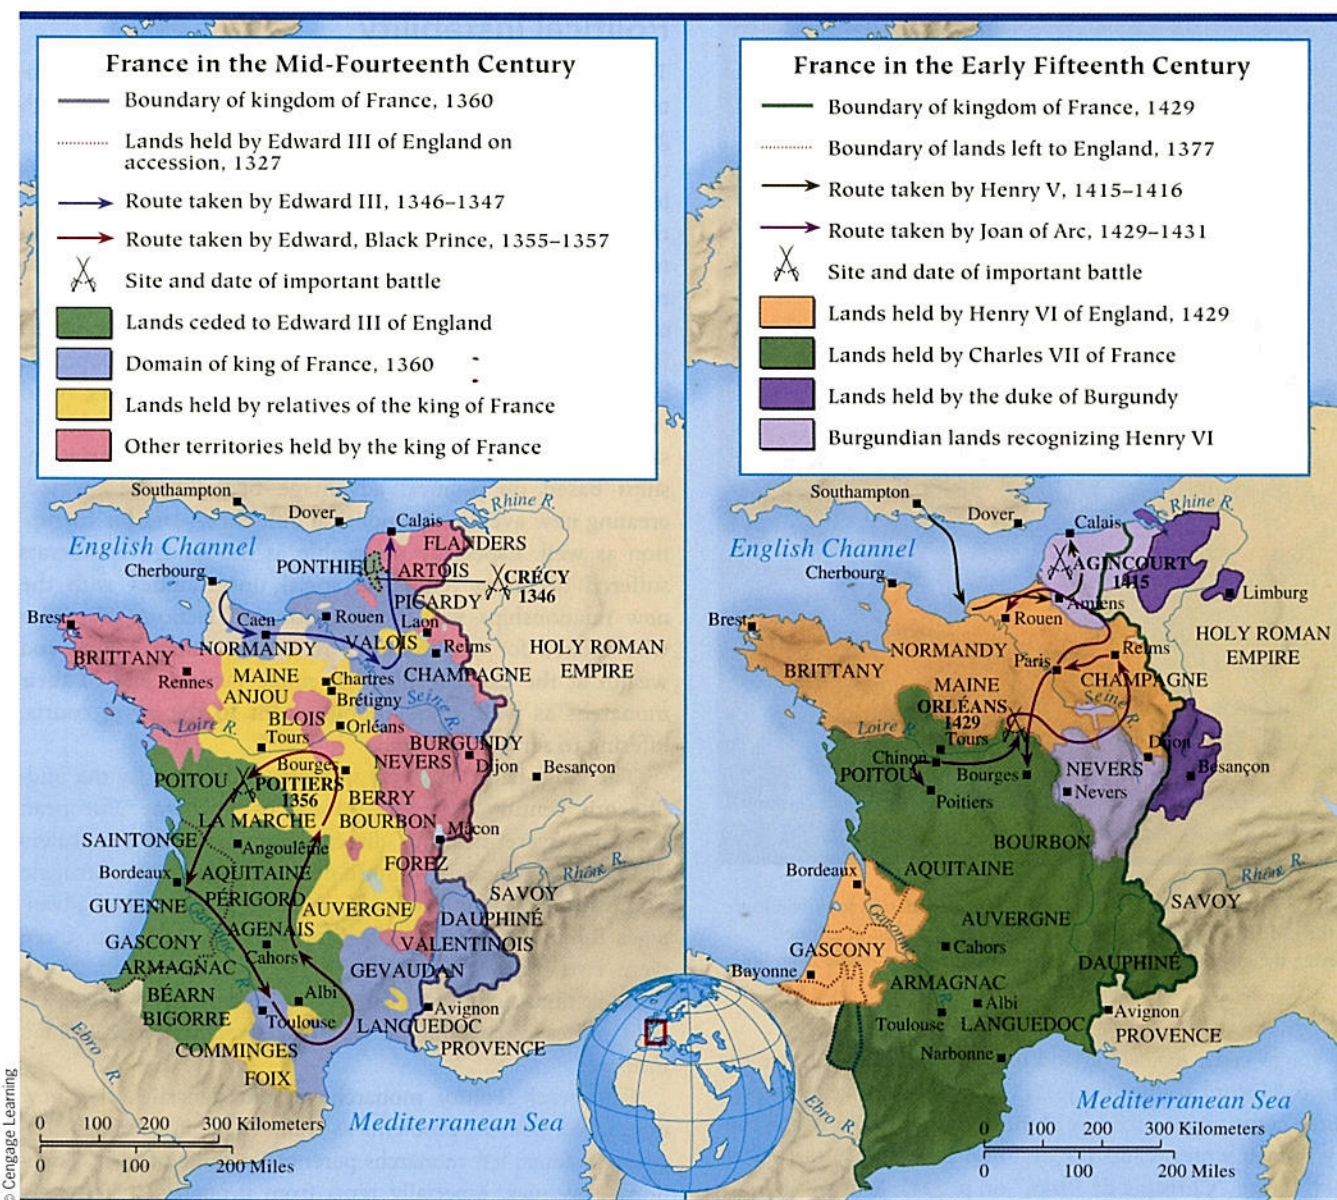 France in the Mid-Fourteenth Century
Boundary of kingdom of France, 1360
Lands held by Edward III of England on
accession, 1327
Route taken by Edward III, 1346–1347
Route taken by Edward, Black Prince, 1355–1357
Site and date of important battle
Lands ceded to Edward III of England
Domain of king of France, 1360
Lands held by relatives of the king of France
Other territories held by the king of France
Southampton
Dover
Rhine R.
Calais
English Channel
FLANDERS
Cherbourg
PONTHIEU
ARTOIS
CRÉCY
1346
PICARDY
Brest
Caen
Rouen
Laon
NORMANDY
VALOIS
Reims
HOLY ROMAN
EMPIRE
BRITTANY
Rennes
MAINE
ANJOU
Chartres
Brétigny
CHAMPAGNE
Seine R.
Loire R.
BLOIS
Tours
Orléans
BURGUNDY
NEVERS
Dijon
Besançon
POITOU
Bourges
POITIERS
1356
BERRY
LA MARCHE
BOURBON
SAINTONGE
Angoulême
Mâcon
Bordeaux
AQUITAINE
FOREZ
Rhône R.
GUYENNE
PÉRIGORD
AUVERGNE
SAVOY
DAUPHINÉ
Garonne R.
AGENAIS
GASCONY
Cahors
VALENTINOIS
ARMAGNAC
GEVAUDAN
BÉARN
BIGORRE
Albi
Toulouse
Avignon
LANGUEDOC
PROVENCE
COMMINGES
FOIX
Ebro R.
Mediterranean Sea
0 100 200 300 Kilometers
0 100 200 Miles
© Cengage Learning
France in the Early Fifteenth Century
Boundary of kingdom of France, 1429
Boundary of lands left to England, 1377
Route taken by Henry V, 1415–1416
Route taken by Joan of Arc, 1429–1431
Site and date of important battle
Lands held by Henry VI of England, 1429
Lands held by Charles VII of France
Lands held by the duke of Burgundy
Burgundian lands recognizing Henry VI
Southampton
Dover
Rhine R.
Calais
English Channel
AGINCOURT
1415
Cherbourg
Limburg
Amiens
Rouen
Brest
NORMANDY
Reims
HOLY ROMAN
EMPIRE
BRITTANY
Paris
MAINE
CHAMPAGNE
Seine R.
ORLÉANS
1429
Loire R.
Tours
Dijon
Chinon
POITOU
Bourges
NEVERS
Besançon
Poitiers
Nevers
BOURBON
Bordeaux
AQUITAINE
Rhône R.
SAVOY
AUVERGNE
Garonne
GASCONY
Cahors
Bayonne
ARMAGNAC
DAUPHINÉ
Albi
Toulouse
LANGUEDOC
Avignon
PROVENCE
Narbonne
Ebro R.
Mediterranean Sea
0 100 200 300 Kilometers
0 100 200 Miles